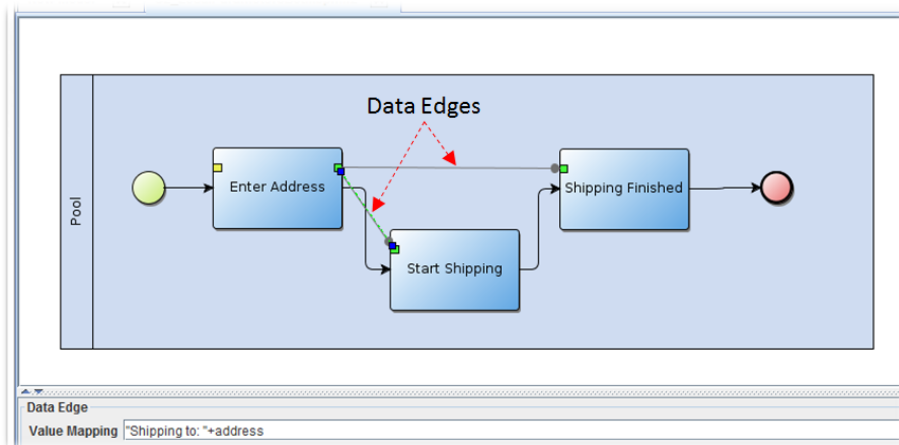 Data Edges
Enter Address
Shipping Finished
Pool
Start Shipping
Data Edge
Value Mapping "Shipping to: "+address